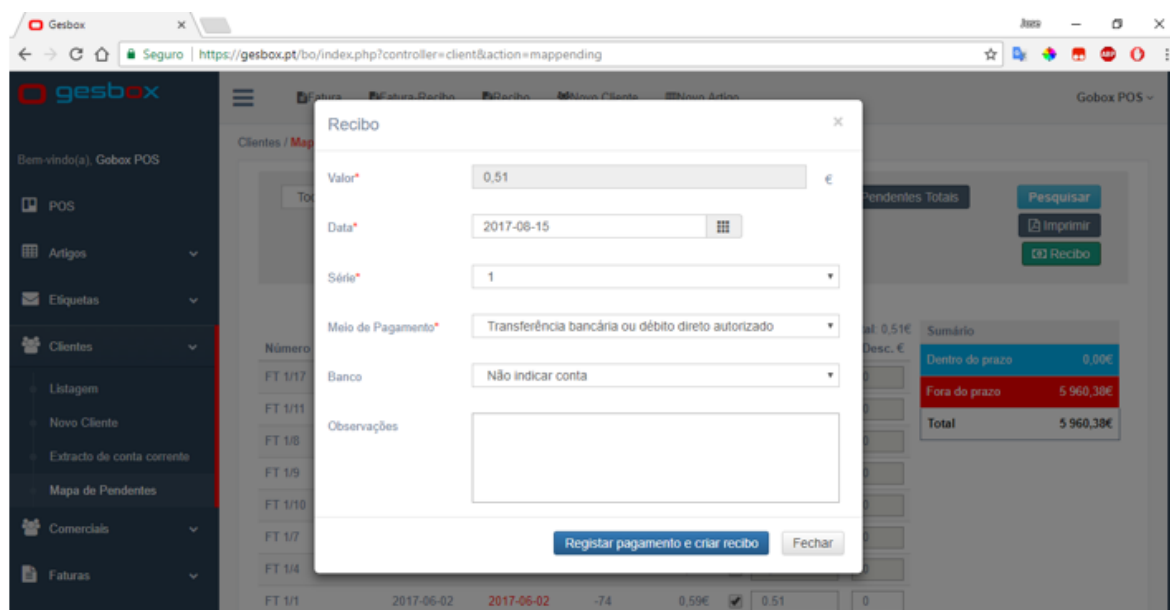 Gesbox
Seguro | https://gesbox.pt/bo/index.php?controller=client&action=mappending
ABP
gesbox
Fatura Fatura-Recibo Recibo Novo Cliente Novo Artigo
Gobox POS
Clientes / Map
Bem-vindo(a), Gobox POS
POS
Artigos
Etiquetas
Clientes
Listagem
Novo Cliente
Extracto de conta corrente
Mapa de Pendentes
Comerciais
Faturas
Recibo
×
Valor*
0,51
€
Data*
2017-08-15
Série*
1
Meio de Pagamento*
Transferência bancária ou débito direto autorizado
Banco
Não indicar conta
Observações
Registar pagamento e criar recibo
Fechar
Pendentes Totais
Pesquisar
Imprimir
Recibo
al: 0,51€
Número
Desc. €
FT 1/17
FT 1/11
FT 1/8
FT 1/9
FT 1/10
FT 1/7
FT 1/4
FT 1/1 2017-06-02 2017-06-02 -74 0,59€ 0.51 0
Sumário
Dentro do prazo 0,00€
Fora do prazo 5 960,38€
Total 5 960,38€